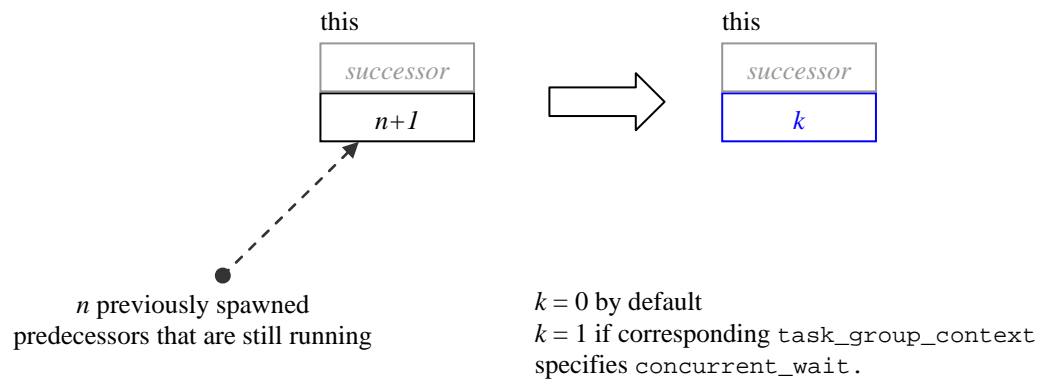 this
successor
n+1
this
successor
k
n previously spawned
predecessors that are still running
k = 0 by default
k = 1 if corresponding task_group_context
specifies concurrent_wait.